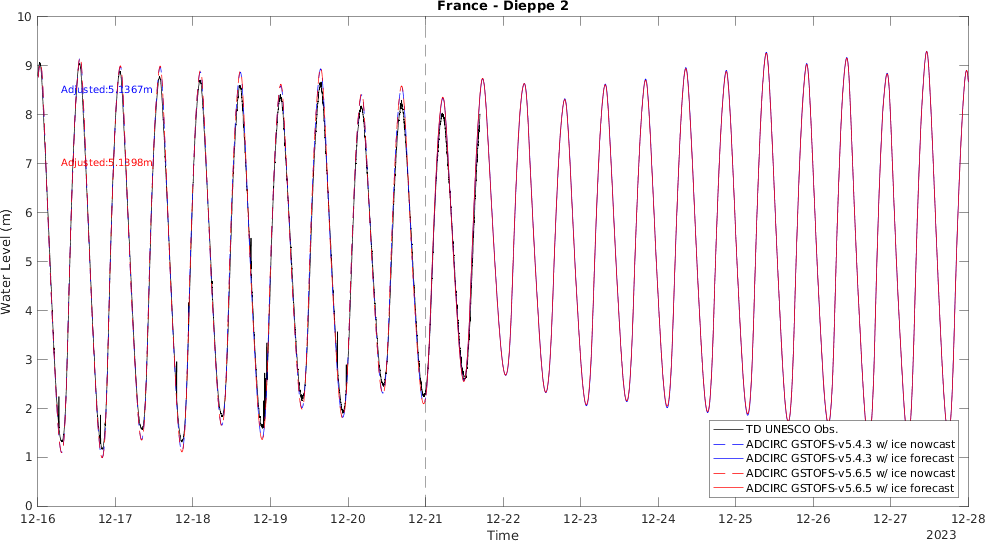 France - Dieppe 2
10
9
8
7
6
5
4
3
2
1
0
Water Level (m)
Adjusted:5.1367m
Adjusted:5.1398m
TD UNESCO Obs.
ADCIRC GSTOFS-v5.4.3 w/ ice nowcast
ADCIRC GSTOFS-v5.4.3 w/ ice forecast
ADCIRC GSTOFS-v5.6.5 w/ ice nowcast
ADCIRC GSTOFS-v5.6.5 w/ ice forecast
12-16 12-17 12-18 12-19 12-20 12-21 12-22 12-23 12-24 12-25 12-26 12-27 12-28
Time
2023